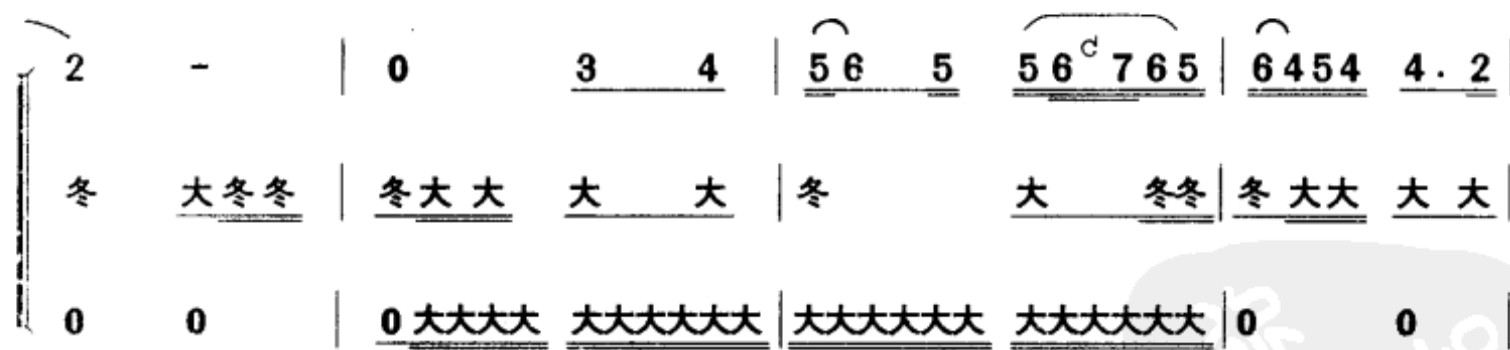 2 - | 0 3 4 | 56 5 56 765 | 6454 4. 2 |
冬 大冬冬 | 冬大大 大 大 | 冬 大 冬冬 | 冬大大 大大 |
0 0 | 0大大大大 大大大大大大 | 大大大大大大 大大大大大大 | 0 0 |